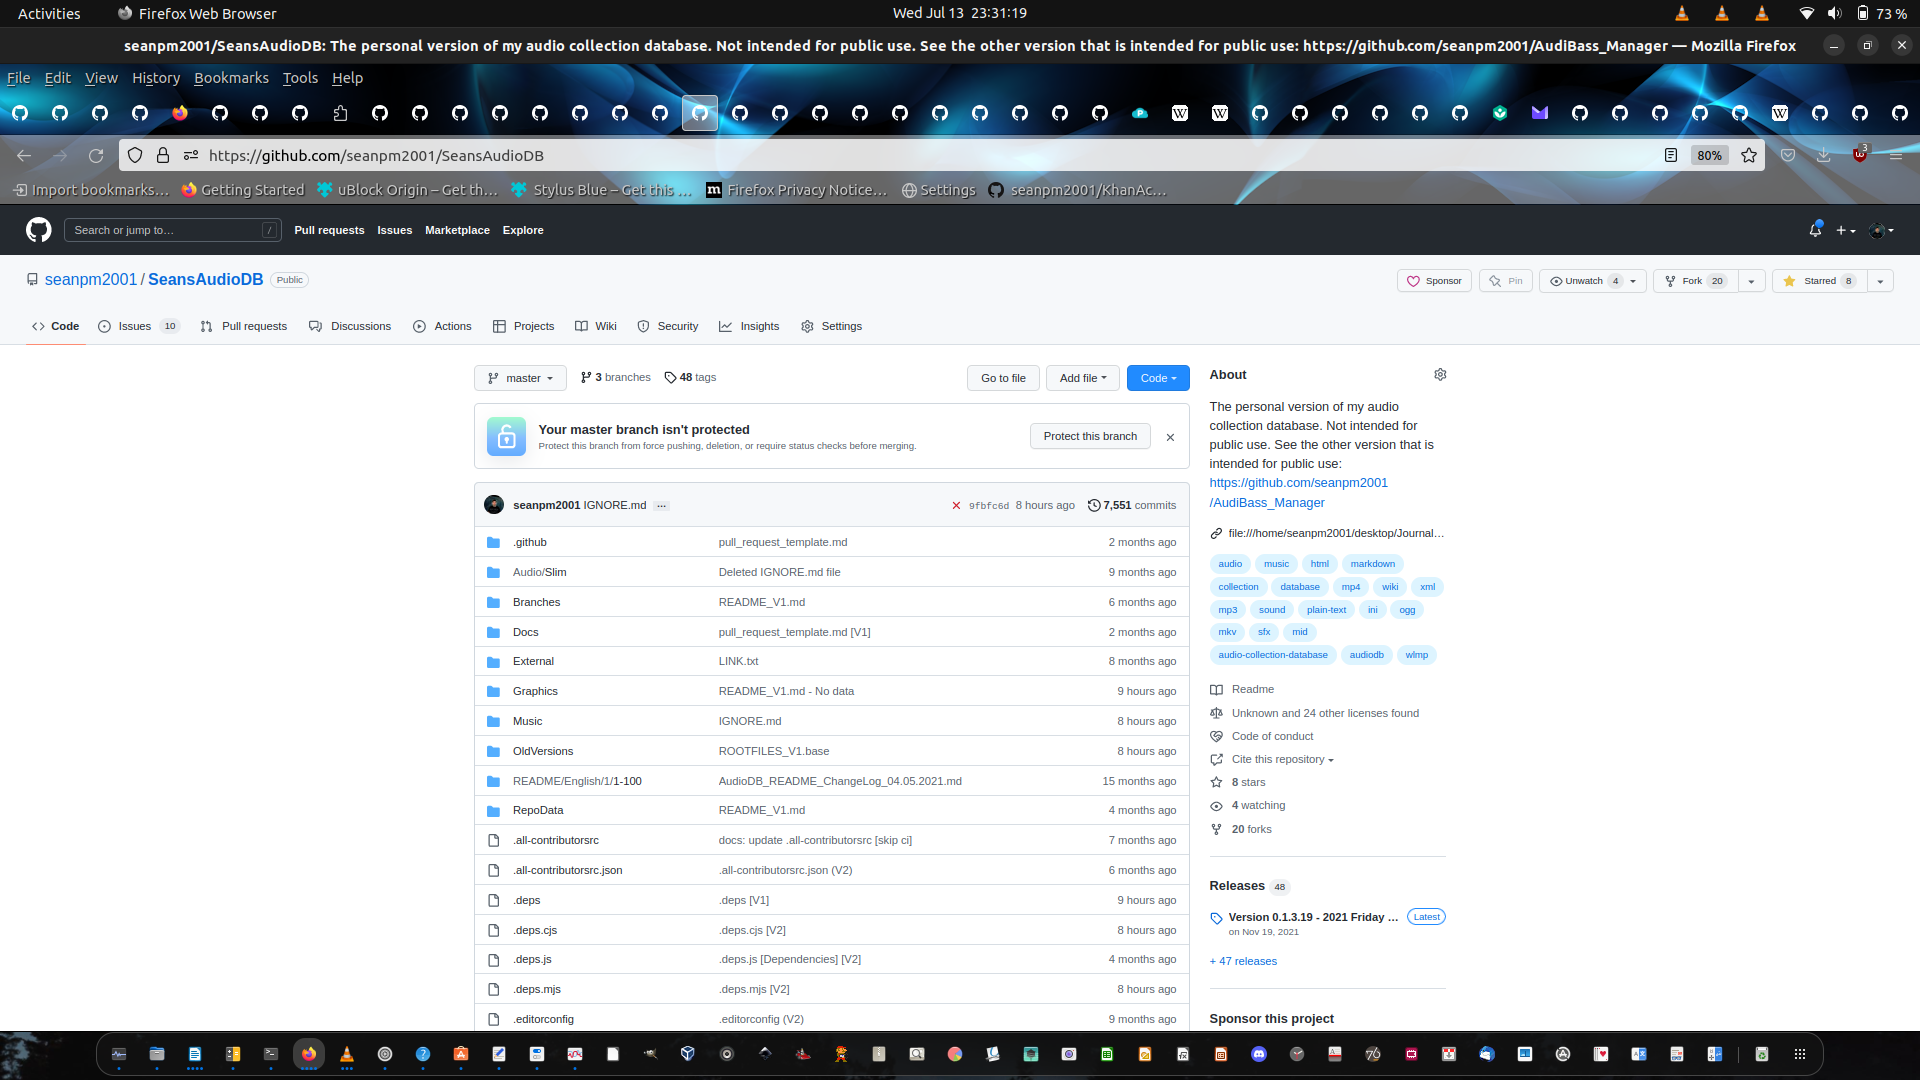 Activities Firefox Web Browser Wed Jul 13 23:31:19 73 %
seanpm2001/SeansAudioDB: The personal version of my audio collection database. Not intended for public use. See the other version that is intended for public use: https://github.com/seanpm2001/AudiBass_Manager — Mozilla Firefox
File Edit View History Bookmarks Tools Help
https://github.com/seanpm2001/SeansAudioDB 80% 3
Import bookmarks… Getting Started uBlock Origin – Get th… Stylus Blue – Get this … Firefox Privacy Notice… Settings seanpm2001/KhanAc…
Search or jump to… / Pull requests Issues Marketplace Explore
seanpm2001 / SeansAudioDB Public Sponsor Pin Unwatch 4 Fork 20 Starred 8
Code Issues 10 Pull requests Discussions Actions Projects Wiki Security Insights Settings
master 3 branches 48 tags Go to file Add file Code
Your master branch isn't protected
Protect this branch from force pushing, deletion, or require status checks before merging.
Protect this branch
seanpm2001 IGNORE.md ... 9fbfc6d 8 hours ago 7,551 commits
.github pull_request_template.md 2 months ago
Audio/Slim Deleted IGNORE.md file 9 months ago
Branches README_V1.md 6 months ago
Docs pull_request_template.md [V1] 2 months ago
External LINK.txt 8 months ago
Graphics README_V1.md - No data 9 hours ago
Music IGNORE.md 8 hours ago
OldVersions ROOTFILES_V1.base 8 hours ago
README/English/1/1-100 AudioDB_README_ChangeLog_04.05.2021.md 15 months ago
RepoData README_V1.md 4 months ago
.all-contributorsrc docs: update .all-contributorsrc [skip ci] 7 months ago
.all-contributorsrc.json .all-contributorsrc.json (V2) 6 months ago
.deps .deps [V1] 9 hours ago
.deps.cjs .deps.cjs [V2] 8 hours ago
.deps.js .deps.js [Dependencies] [V2] 4 months ago
.deps.mjs .deps.mjs [V2] 8 hours ago
.editorconfig .editorconfig (V2) 9 months ago
About
The personal version of my audio
collection database. Not intended for
public use. See the other version that is
intended for public use:
https://github.com/seanpm2001
/AudiBass_Manager
file:///home/seanpm2001/desktop/Journal…
audio music html markdown
collection database mp4 wiki xml
mp3 sound plain-text ini ogg
mkv sfx mid
audio-collection-database audiodb wlmp
Readme
Unknown and 24 other licenses found
Code of conduct
Cite this repository
8 stars
4 watching
20 forks
Releases 48
Version 0.1.3.19 - 2021 Friday … Latest
on Nov 19, 2021
+ 47 releases
Sponsor this project